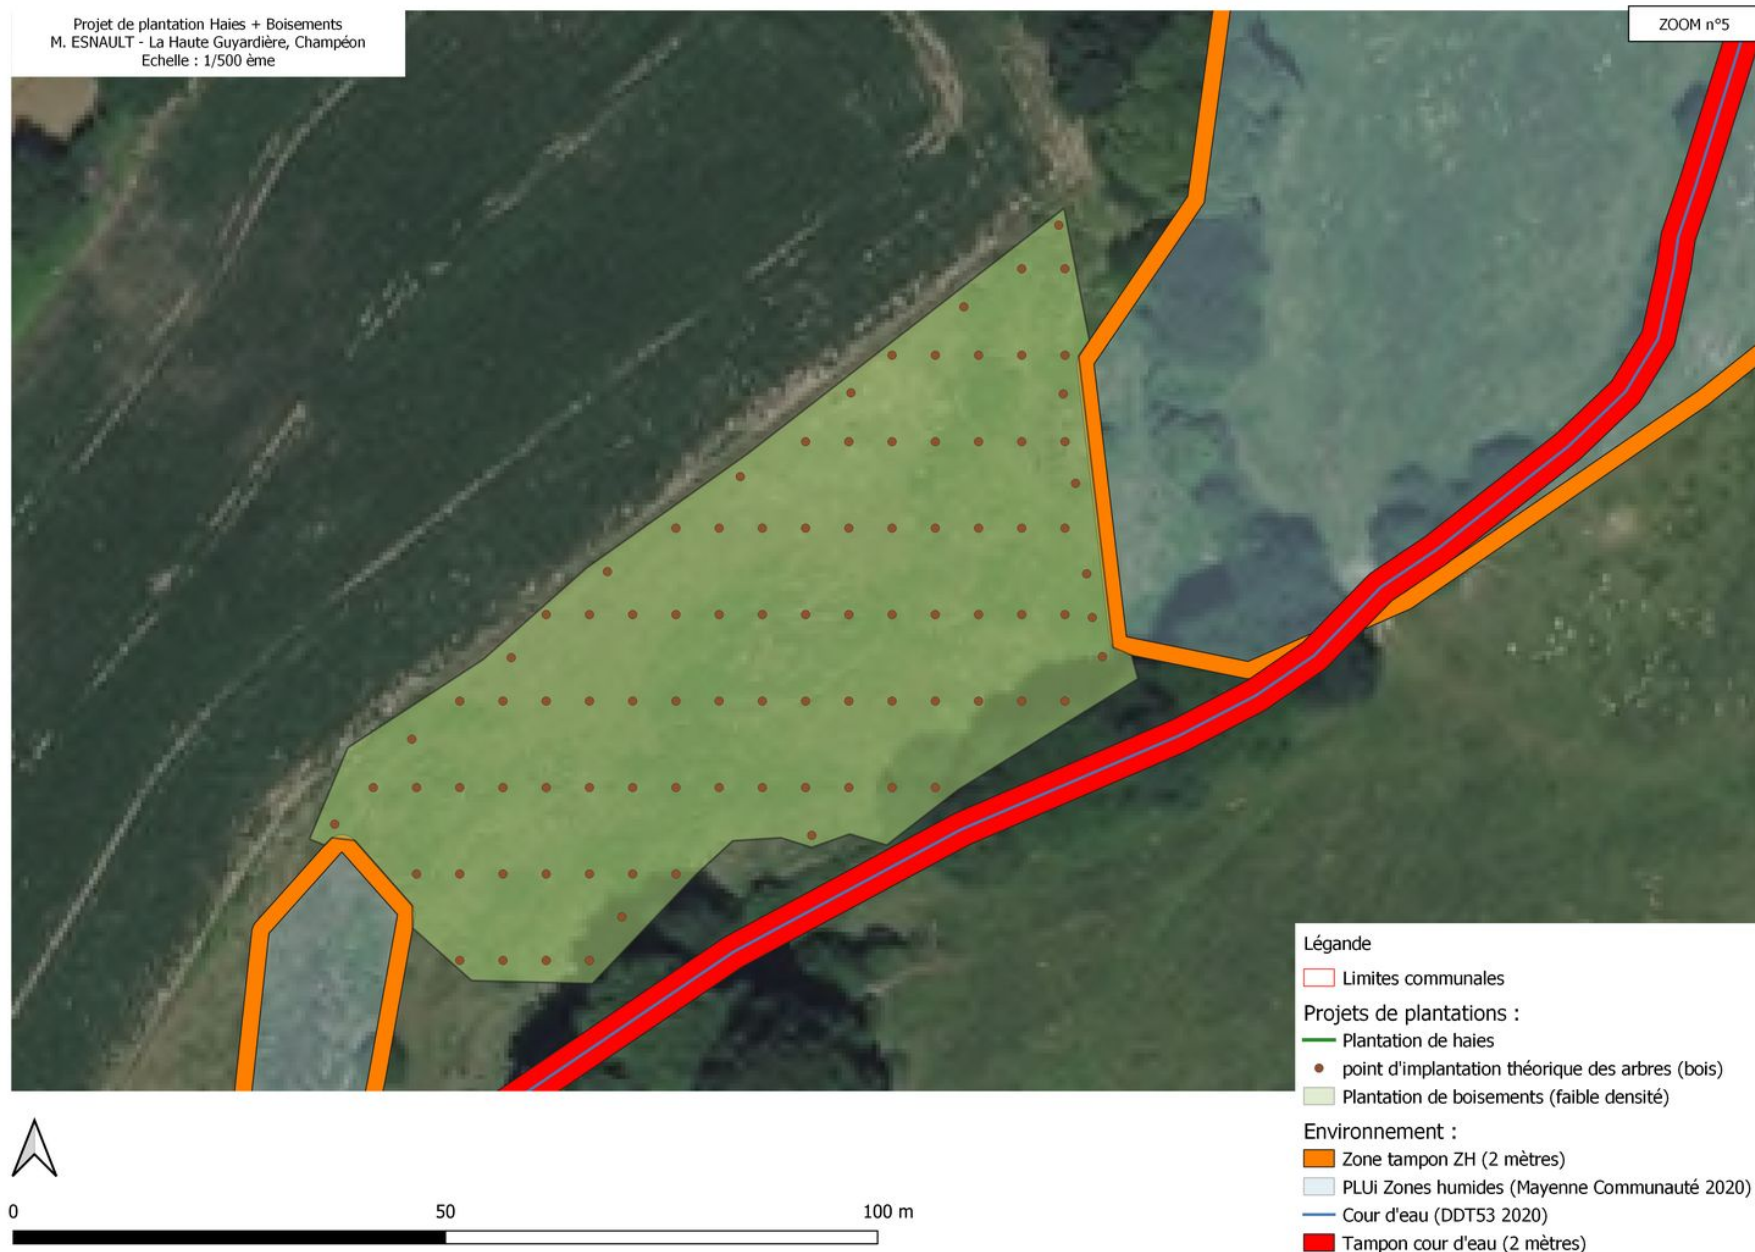 Projet de plantation Haies + Boisements
M. ESNAULT - La Haute Guyardière, Champéon
Echelle : 1/500 ème
ZOOM n°5
Légande
Limites communales
Projets de plantations :
Plantation de haies
point d'implantation théorique des arbres (bois)
Plantation de boisements (faible densité)
Environnement :
Zone tampon ZH (2 mètres)
PLUi Zones humides (Mayenne Communauté 2020)
Cour d'eau (DDT53 2020)
Tampon cour d'eau (2 mètres)
0 50 100 m